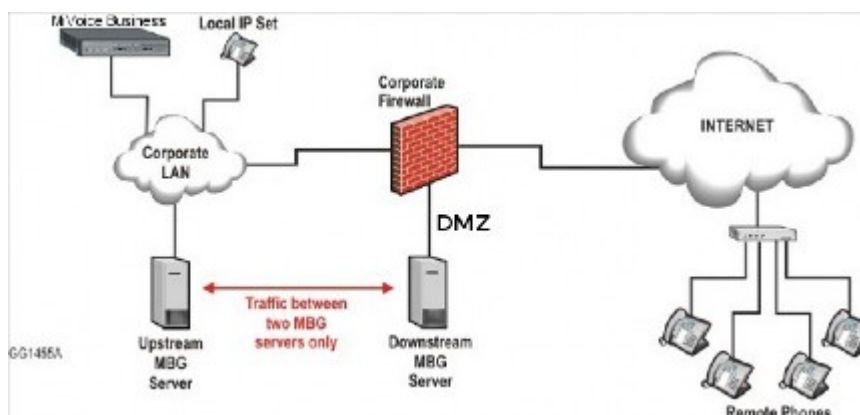 MiVoice Business
Local IP Set
Corporate
Firewall
INTERNET
Corporate
LAN
DMZ
Traffic between
two MBG
servers only
Upstream
MBG
Server
Downstream
MBG
Server
GG1455A
Remote Phones